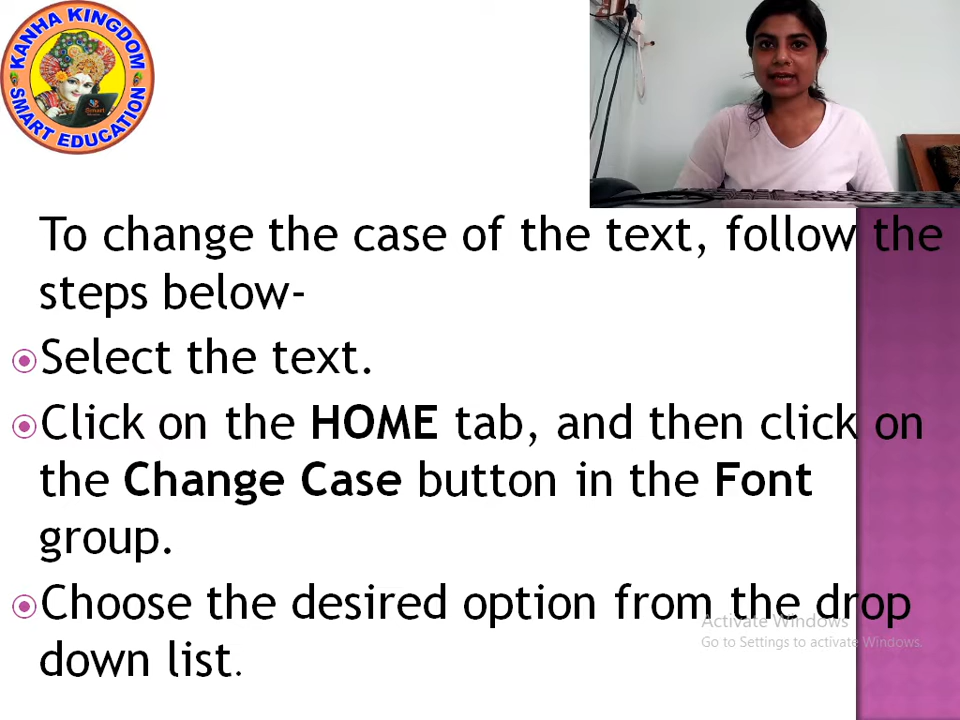 KANHA KINGDOM
SMART EDUCATION
To change the case of the text, follow the
steps below-
Select the text.
Click on the HOME tab, and then click on
the Change Case button in the Font
group.
Choose the desired option from the drop
down list.
Activate Windows
Go to Settings to activate Windows.